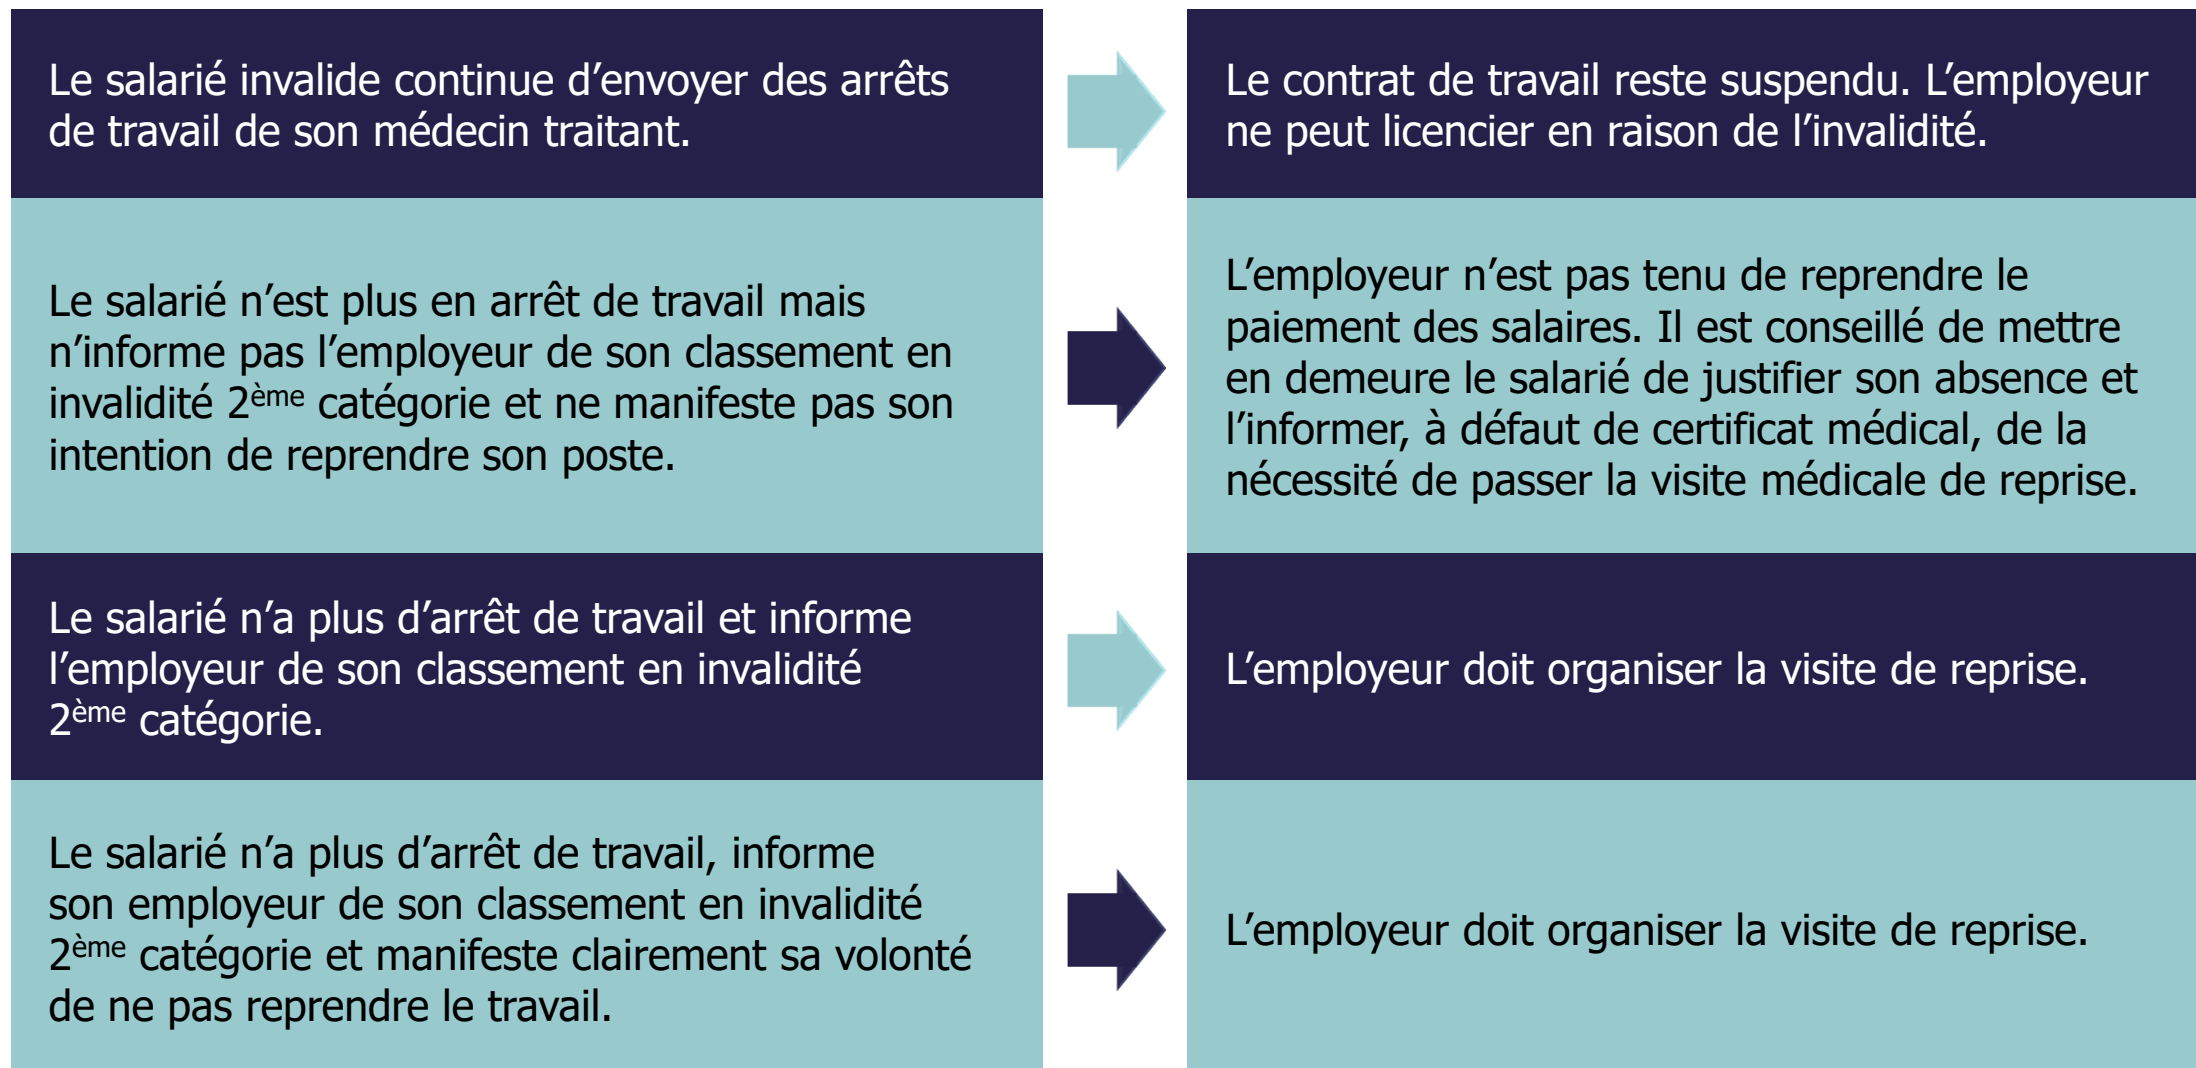 Le salarié invalide continue d’envoyer des arrêts
de travail de son médecin traitant.
Le contrat de travail reste suspendu. L’employeur
ne peut licencier en raison de l’invalidité.
Le salarié n’est plus en arrêt de travail mais
n’informe pas l’employeur de son classement en
invalidité 2ème catégorie et ne manifeste pas son
intention de reprendre son poste.
L’employeur n’est pas tenu de reprendre le
paiement des salaires. Il est conseillé de mettre
en demeure le salarié de justifier son absence et
l’informer, à défaut de certificat médical, de la
nécessité de passer la visite médicale de reprise.
Le salarié n’a plus d’arrêt de travail et informe
l’employeur de son classement en invalidité
2ème catégorie.
L’employeur doit organiser la visite de reprise.
Le salarié n’a plus d’arrêt de travail, informe
son employeur de son classement en invalidité
2ème catégorie et manifeste clairement sa volonté
de ne pas reprendre le travail.
L’employeur doit organiser la visite de reprise.